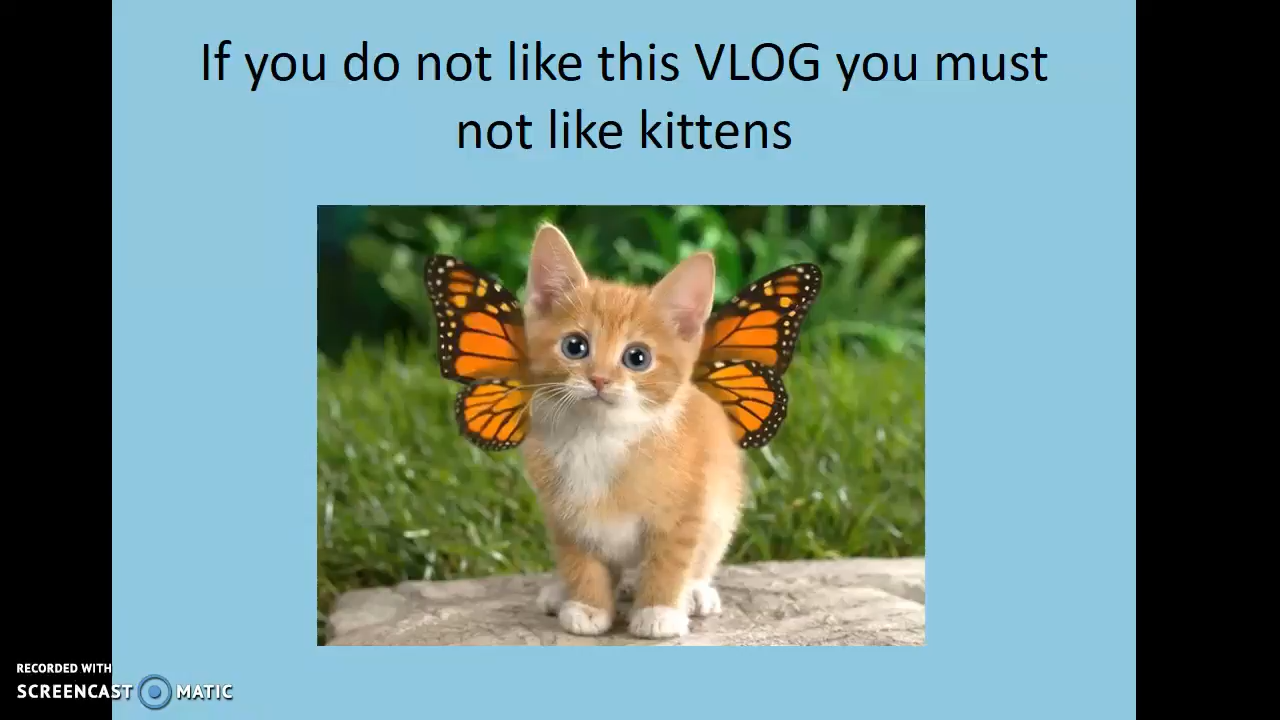 If you do not like this VLOG you must
not like kittens
RECORDED WITH
SCREENCAST MATIC